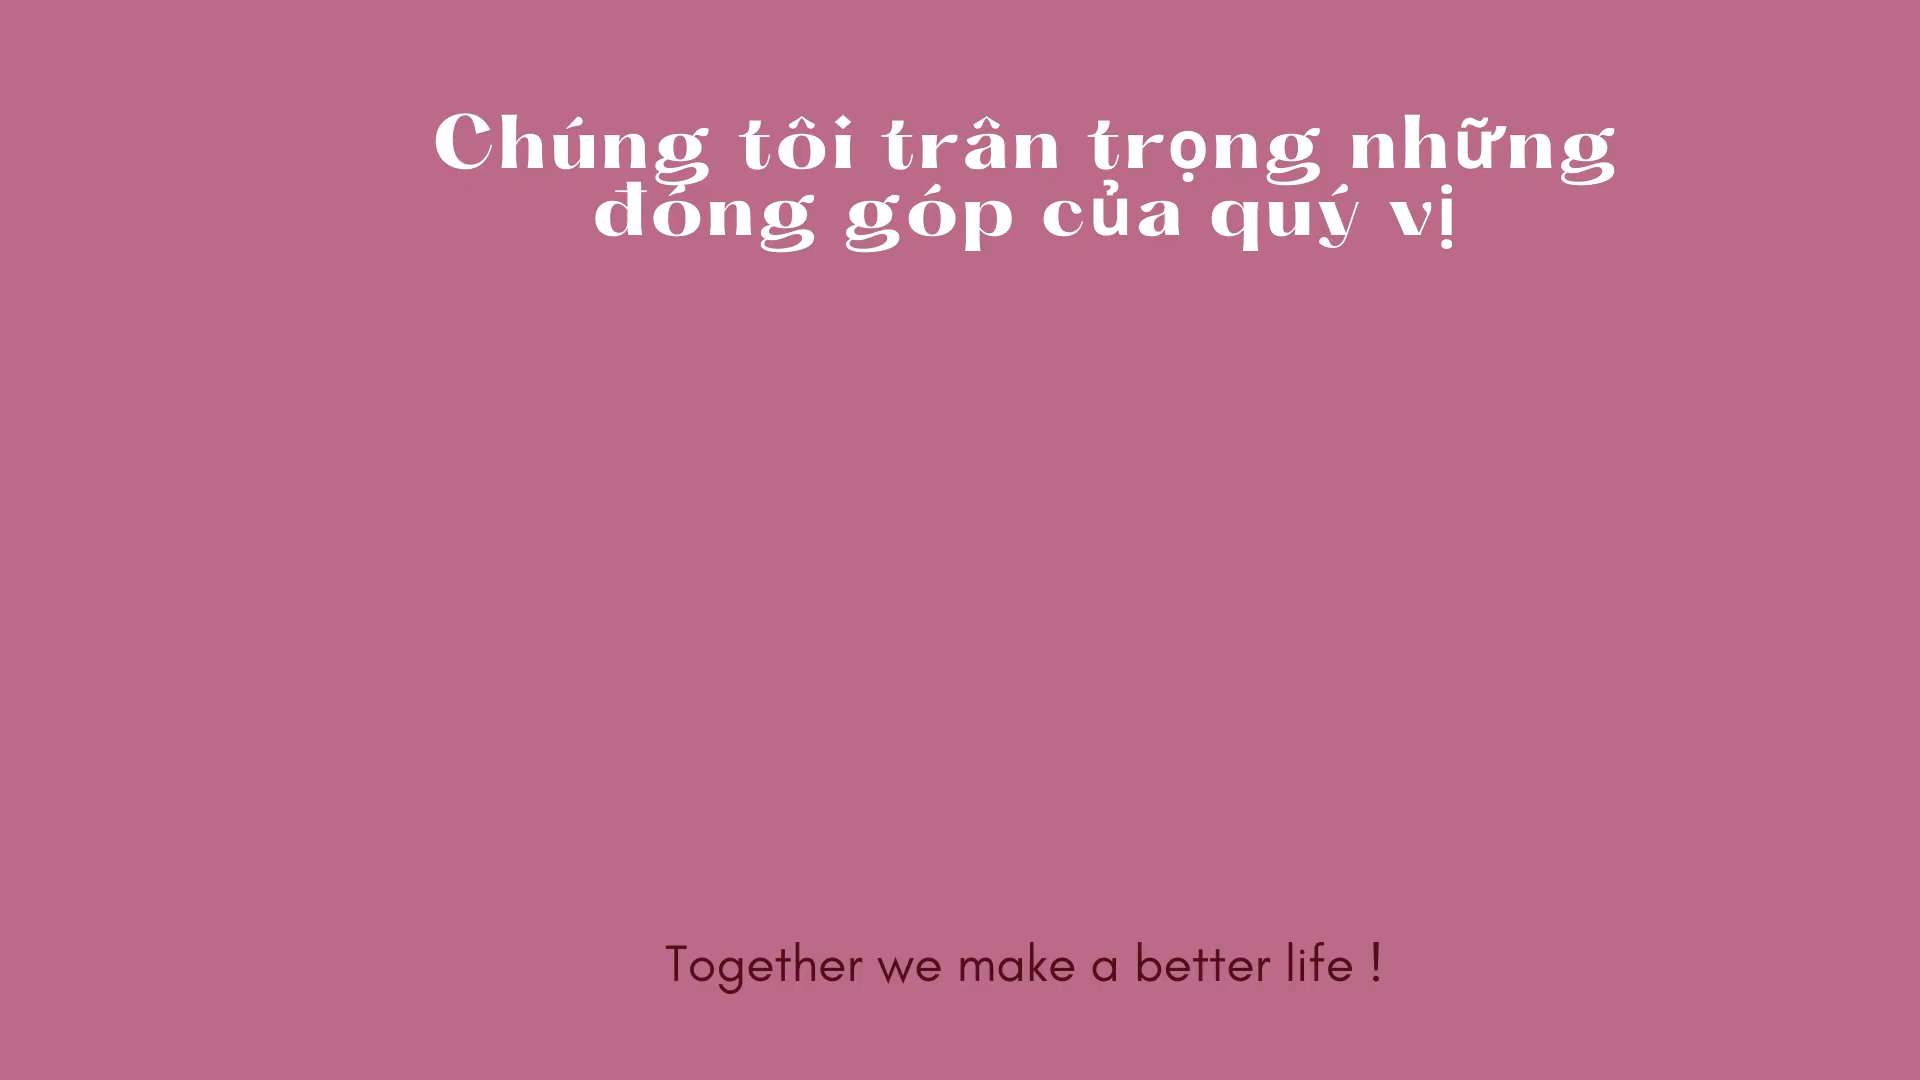 Chúng tôi trân trọng những
đóng góp của quý vị
Together we make a better life !